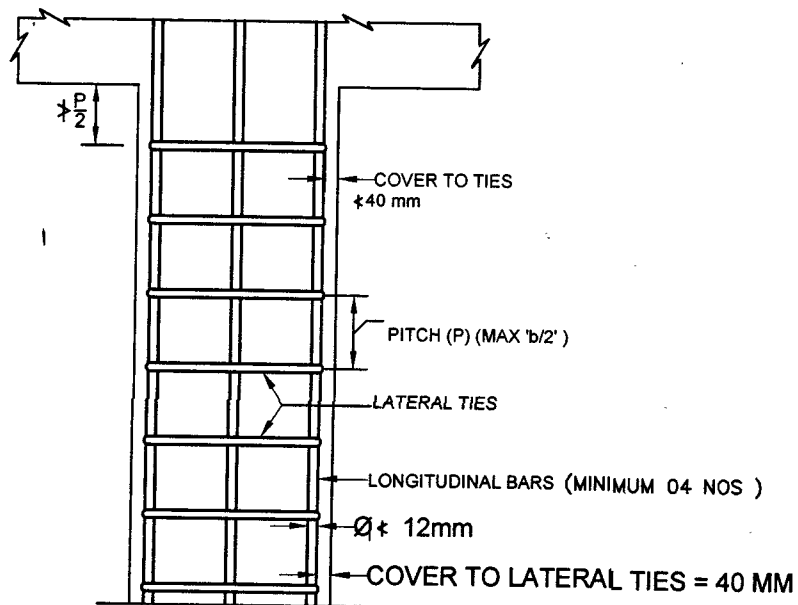 ≯ P/2
COVER TO TIES
≮40 mm
PITCH (P) (MAX 'b/2' )
LATERAL TIES
LONGITUDINAL BARS (MINIMUM 04 NOS )
Ø ≮ 12mm
COVER TO LATERAL TIES = 40 MM